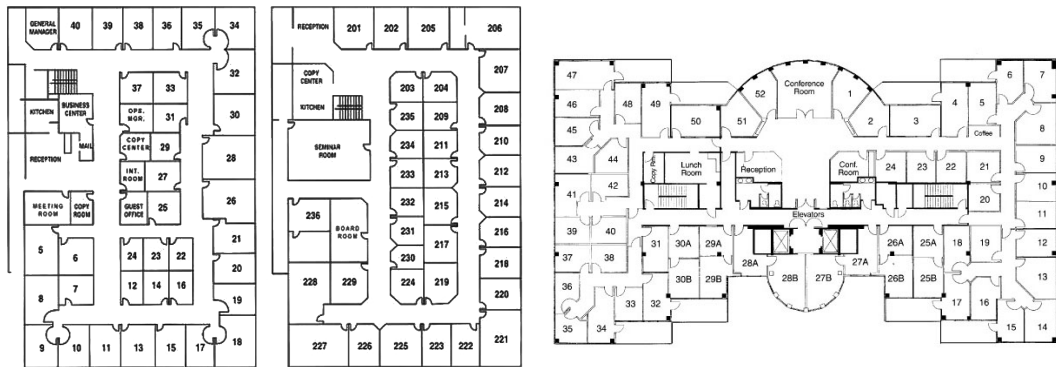 GENERAL
MANAGER
40
39
38
36
35
34
32
37
33
KITCHEN
BUSINESS
CENTER
OPS.
MGR.
31
30
MAIL
COPY
CENTER
29
28
RECEPTION
INT.
ROOM
27
26
MEETING
ROOM
COPY
ROOM
GUEST
OFFICE
25
5
6
24
23
22
21
20
8
7
12
14
16
19
9
10
11
13
15
17
18
RECEPTION
201
202
205
206
207
COPY
CENTER
203
204
KITCHEN
235
209
208
SEMINAR
ROOM
234
211
210
233
213
212
236
BOARD
ROOM
232
215
214
231
217
216
230
218
228
229
224
219
220
227
226
225
223
222
221
47
48
49
52
Conference
Room
1
4
5
6
7
46
50
51
2
3
8
45
Coffee
43
44
Copy Rm.
Lunch
Room
Reception
Conf.
Room
24
23
22
21
9
41
42
20
10
11
Elevators
39
40
31
30A
29A
28A
27A
26A
25A
18
19
12
37
38
30B
29B
28B
27B
26B
25B
13
36
33
32
17
16
35
34
15
14